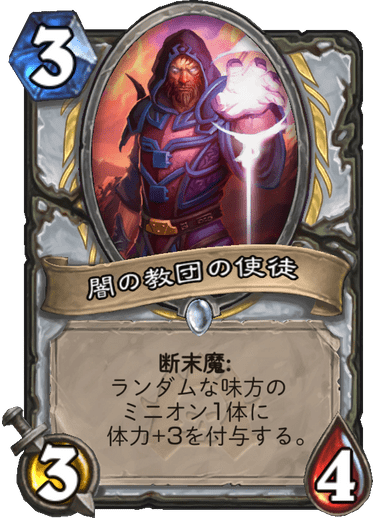 3
闇の教団の使徒
断末魔:
ランダムな味方の
ミニオン1体に
体力+3を付与する。
3
4